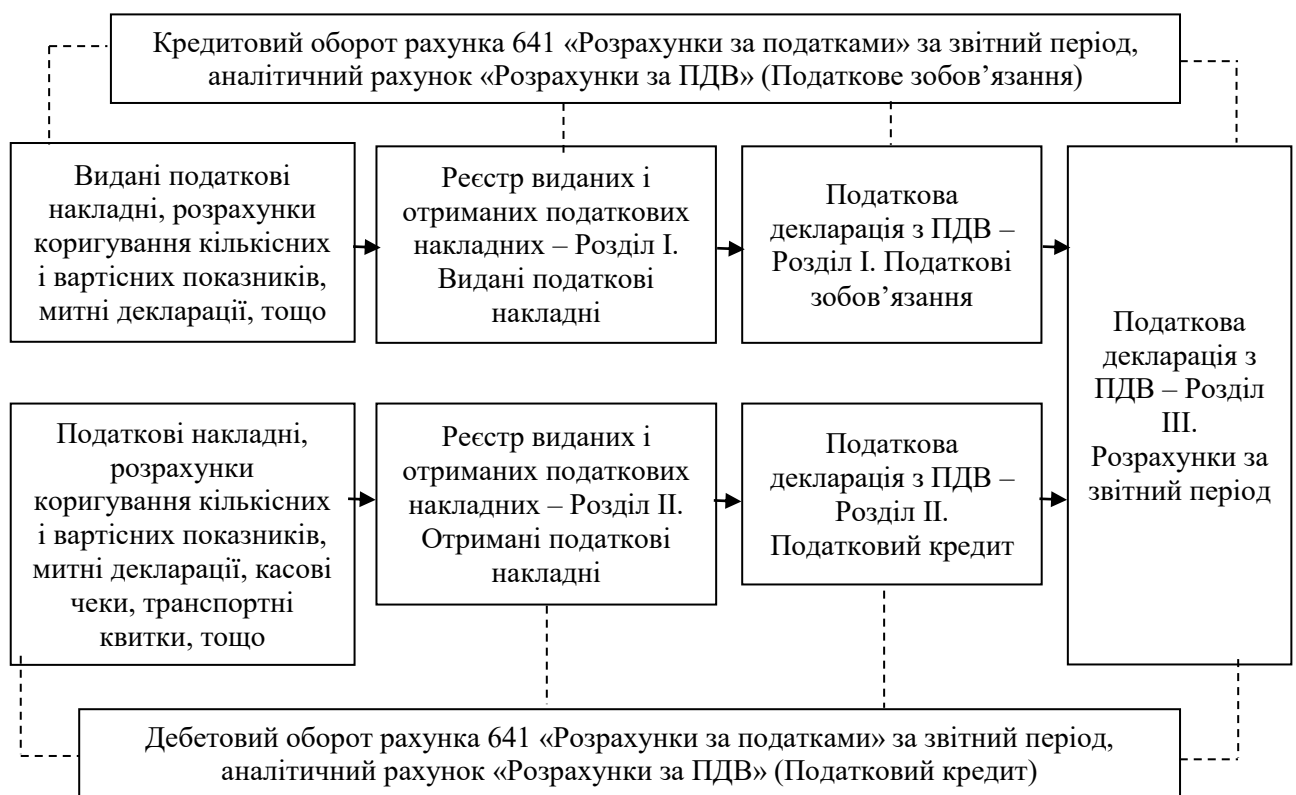 Кредитовий оборот рахунка 641 «Розрахунки за податками» за звітний період,
аналітичний рахунок «Розрахунки за ПДВ» (Податкове зобов’язання)
Видані податкові
накладні, розрахунки
коригування кількісних
і вартісних показників,
митні декларації, тощо
Реєстр виданих і
отриманих податкових
накладних – Розділ І.
Видані податкові
накладні
Податкова
декларація з ПДВ –
Розділ І. Податкові
зобов’язання
Податкова
декларація з
ПДВ – Розділ
ІІІ.
Розрахунки за
звітний період
Податкові накладні,
розрахунки
коригування кількісних
і вартісних показників,
митні декларації, касові
чеки, транспортні
квитки, тощо
Реєстр виданих і
отриманих податкових
накладних – Розділ ІІ.
Отримані податкові
накладні
Податкова
декларація з ПДВ –
Розділ ІІ.
Податковий кредит
Дебетовий оборот рахунка 641 «Розрахунки за податками» за звітний період,
аналітичний рахунок «Розрахунки за ПДВ» (Податковий кредит)